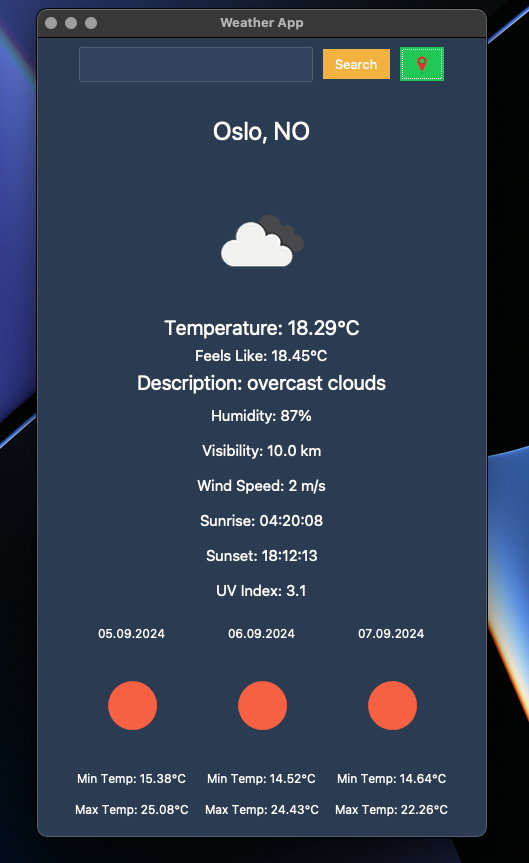 Weather App
Search
Oslo, NO
Temperature: 18.29°C
Feels Like: 18.45°C
Description: overcast clouds
Humidity: 87%
Visibility: 10.0 km
Wind Speed: 2 m/s
Sunrise: 04:20:08
Sunset: 18:12:13
UV Index: 3.1
05.09.2024 06.09.2024 07.09.2024
Min Temp: 15.38°C Min Temp: 14.52°C Min Temp: 14.64°C
Max Temp: 25.08°C Max Temp: 24.43°C Max Temp: 22.26°C